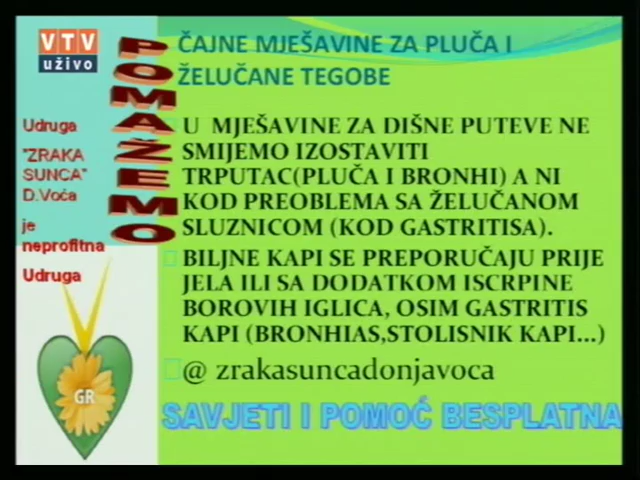 VTV
uživo
POMAŽEMO
Udruga
"ZRAKA
SUNCA"
D.Voća
je
neprofitna
Udruga
GR
ČAJNE MJEŠAVINE ZA PLUČA I
ŽELUČANE TEGOBE
U MJEŠAVINE ZA DIŠNE PUTEVE NE
SMIJEMO IZOSTAVITI
TRPUTAC(PLUČA I BRONHI) A NI
KOD PREOBLEMA SA ŽELUČANOM
SLUZNICOM (KOD GASTRITISA).
BILJNE KAPI SE PREPORUČAJU PRIJE
JELA ILI SA DODATKOM ISCRPINE
BOROVIH IGLICA, OSIM GASTRITIS
KAPI (BRONHIAS,STOLISNIK KAPI...)
@ zrakasuncadonjavoca
SAVJETI I POMOĆ BESPLATNA